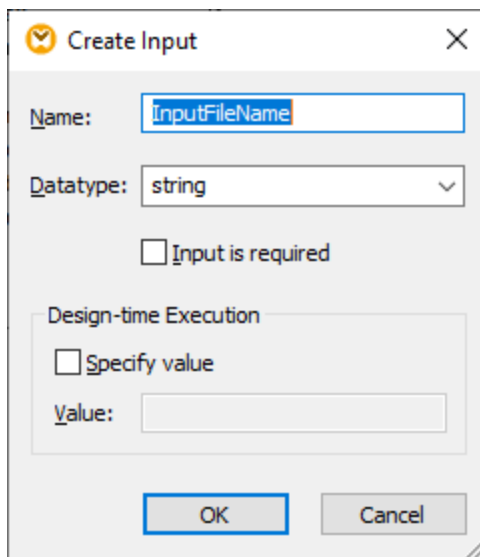 Create Input
Name: InputFileName
Datatype: string
Input is required
Design-time Execution
Specify value
Value:
OK Cancel